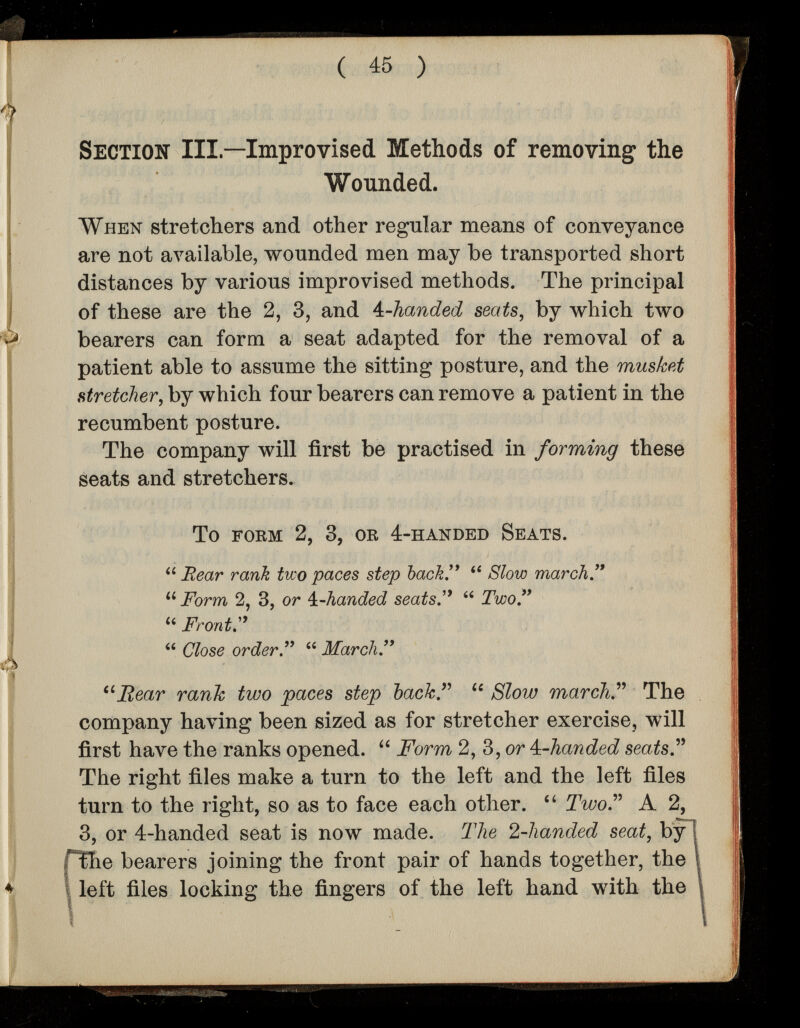 ( 45 )
SECTION III.—Improvised Methods of removing the
Wounded.
WHEN stretchers and other regular means of conveyance
are not available, wounded men may be transported short
distances by various improvised methods. The principal
of these are the 2, 3, and 4-handed seats, by which two
bearers can form a seat adapted for the removal of a
patient able to assume the sitting posture, and the musket
stretcher, by which four bearers can remove a patient in the
recumbent posture.
The company will first be practised in forming these
seats and stretchers.
TO FORM 2, 3, OR 4-HANDED SEATS.
“Rear rank two paces step back.” “Slow march.”
“Form 2, 3, or 4-handed seats.” “Two.”
“Front.”
“Close order.” “March.”
“Rear rank two paces step back.” “Slow march.” The
company having been sized as for stretcher exercise, will
first have the ranks opened. “Form 2, 3, or 4-handed seats.”
The right files make a turn to the left and the left files
turn to the right, so as to face each other. “Two.” A 2,
3, or 4-handed seat is now made. The 2-handed seat, by
the bearers joining the front pair of hands together, the
left files locking the fingers of the left hand with the